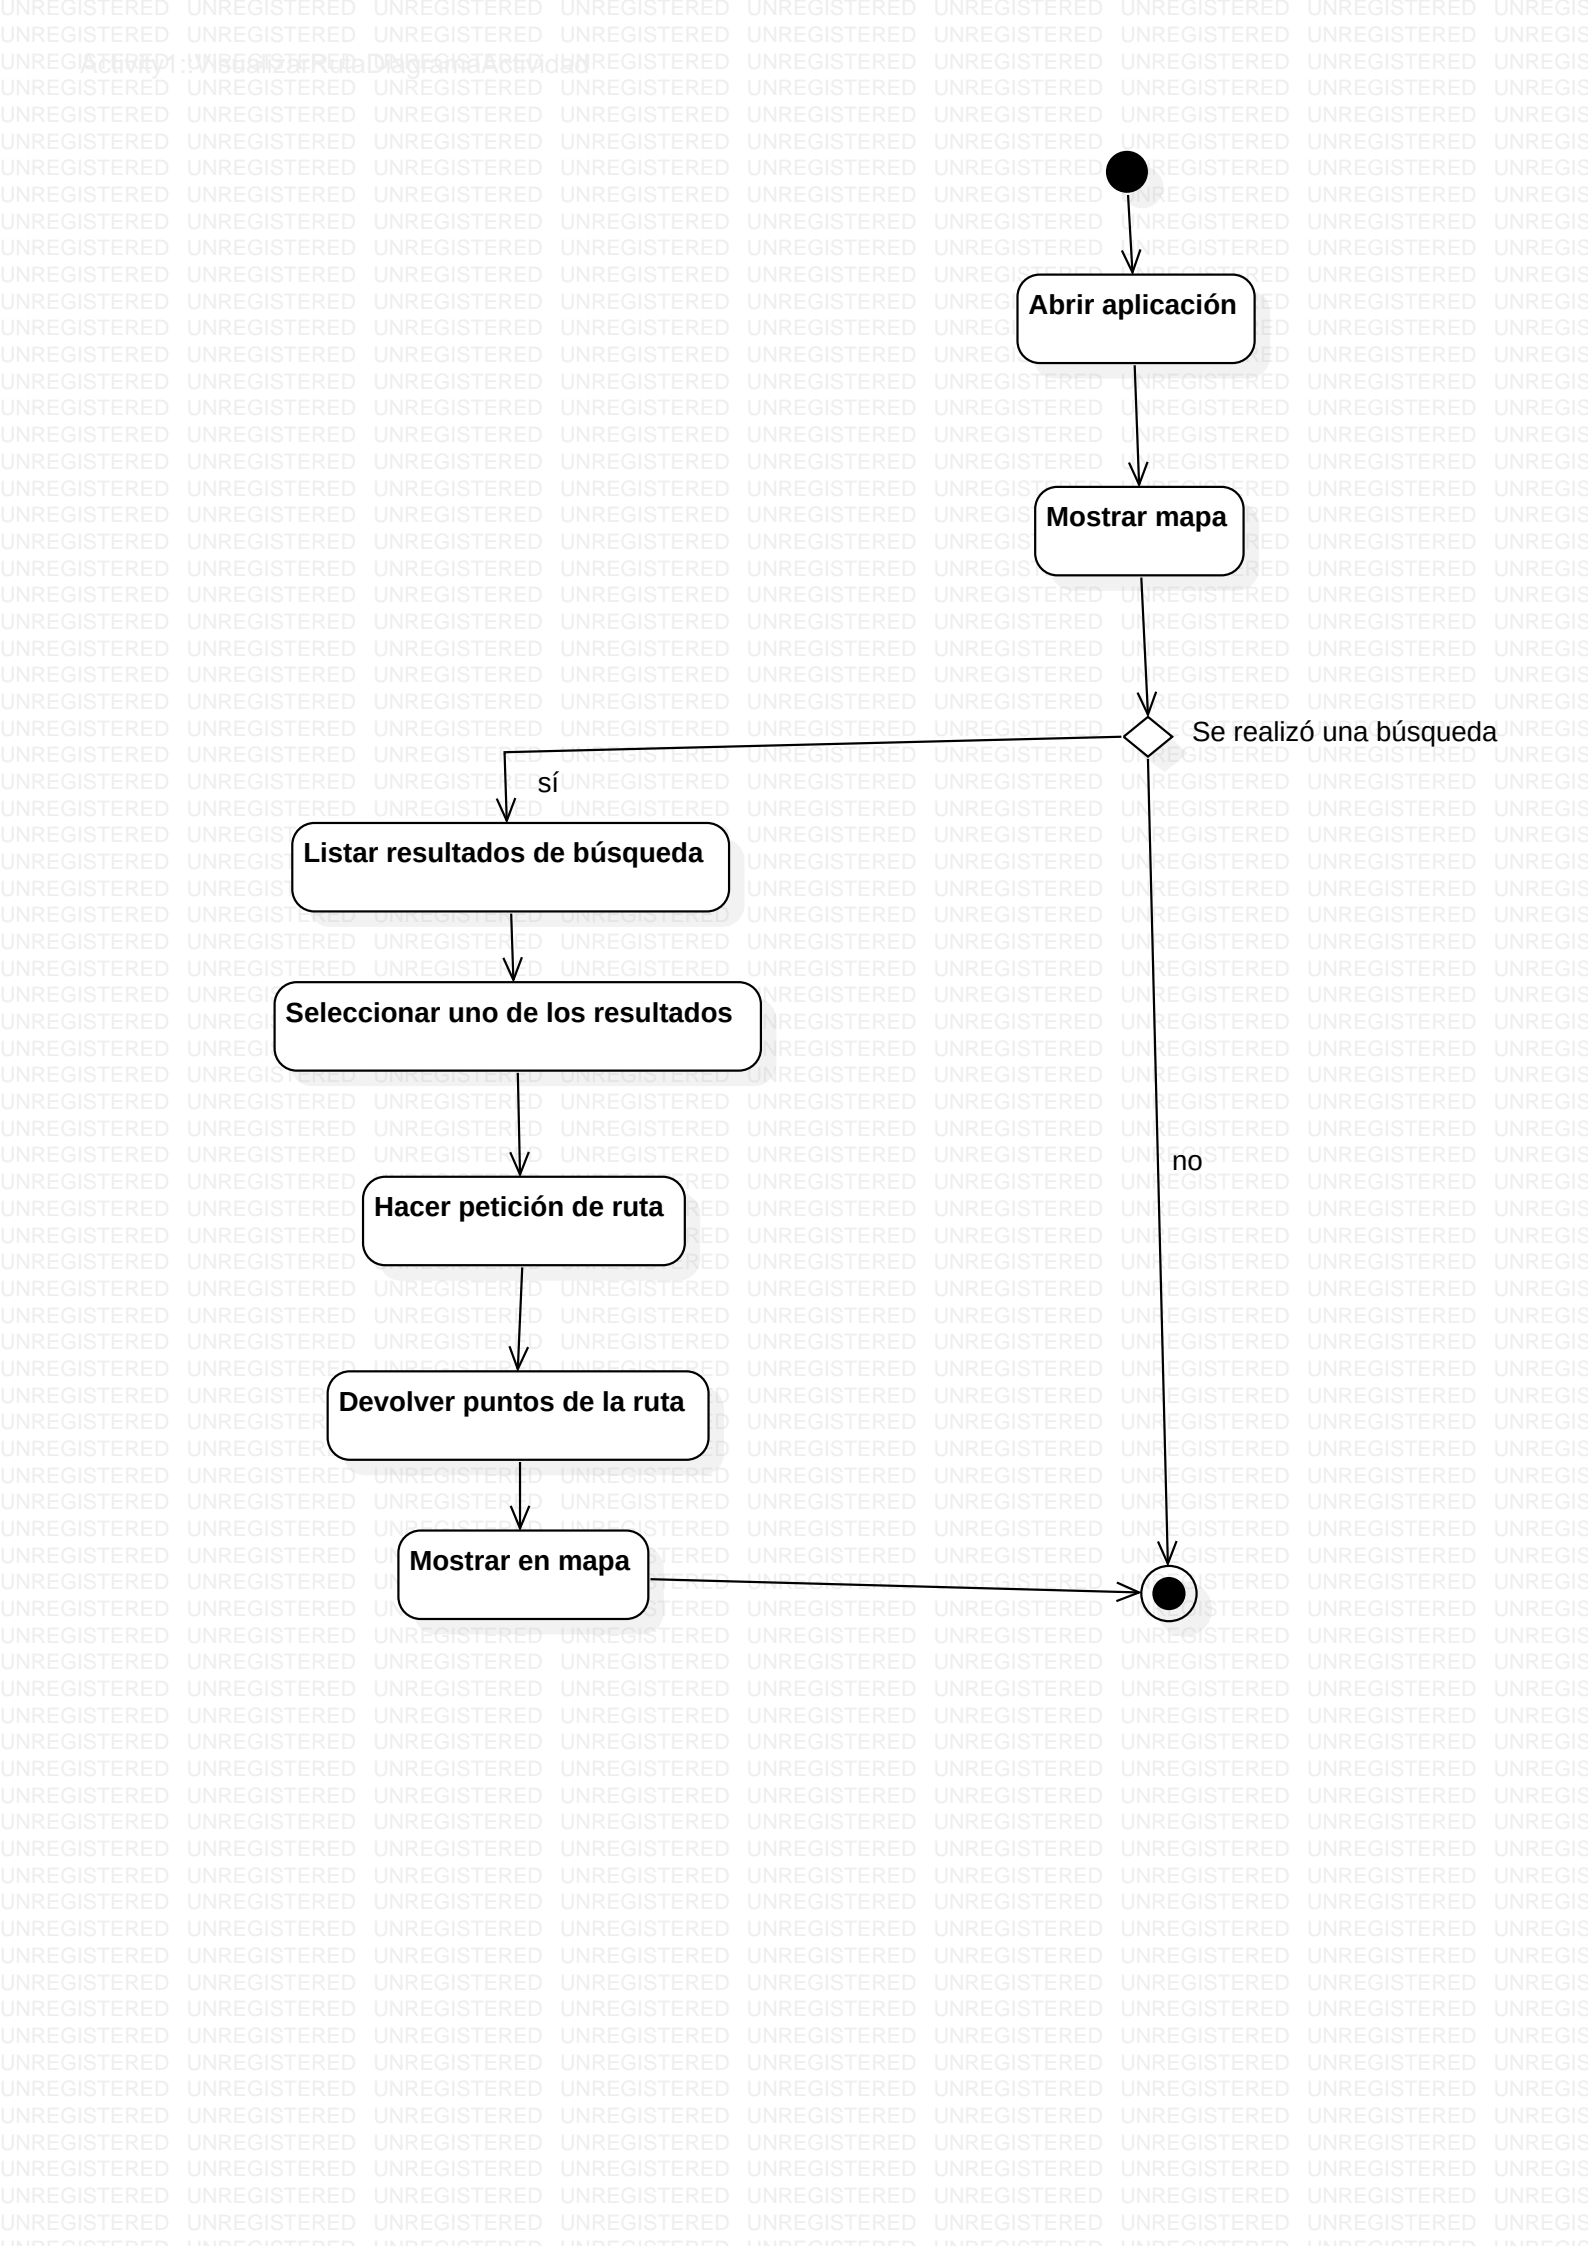 Activity1::VisualizarRutaDiagramaActividad
Abrir aplicación
Mostrar mapa
Se realizó una búsqueda
sí
Listar resultados de búsqueda
Seleccionar uno de los resultados
no
Hacer petición de ruta
Devolver puntos de la ruta
Mostrar en mapa
UNREGISTERED